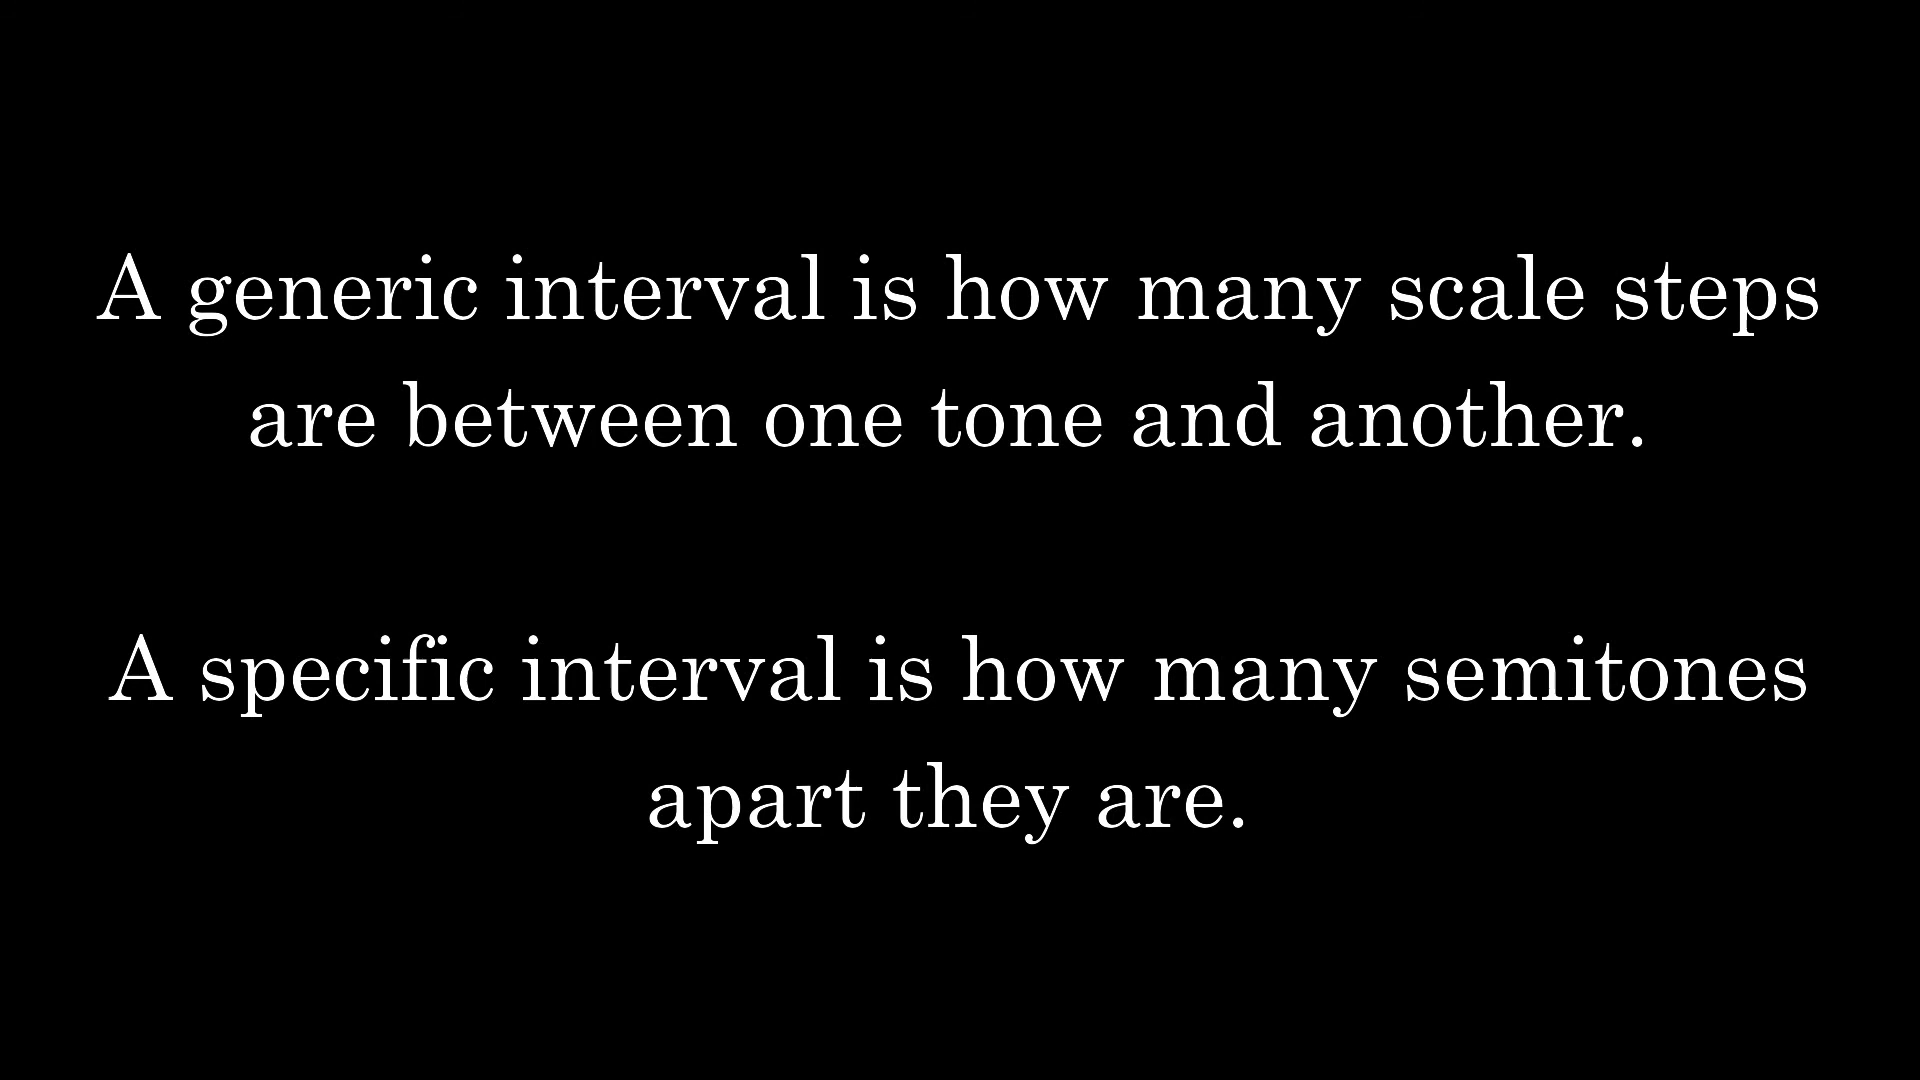 A generic interval is how many scale steps
are between one tone and another.
A specific interval is how many semitones
apart they are.